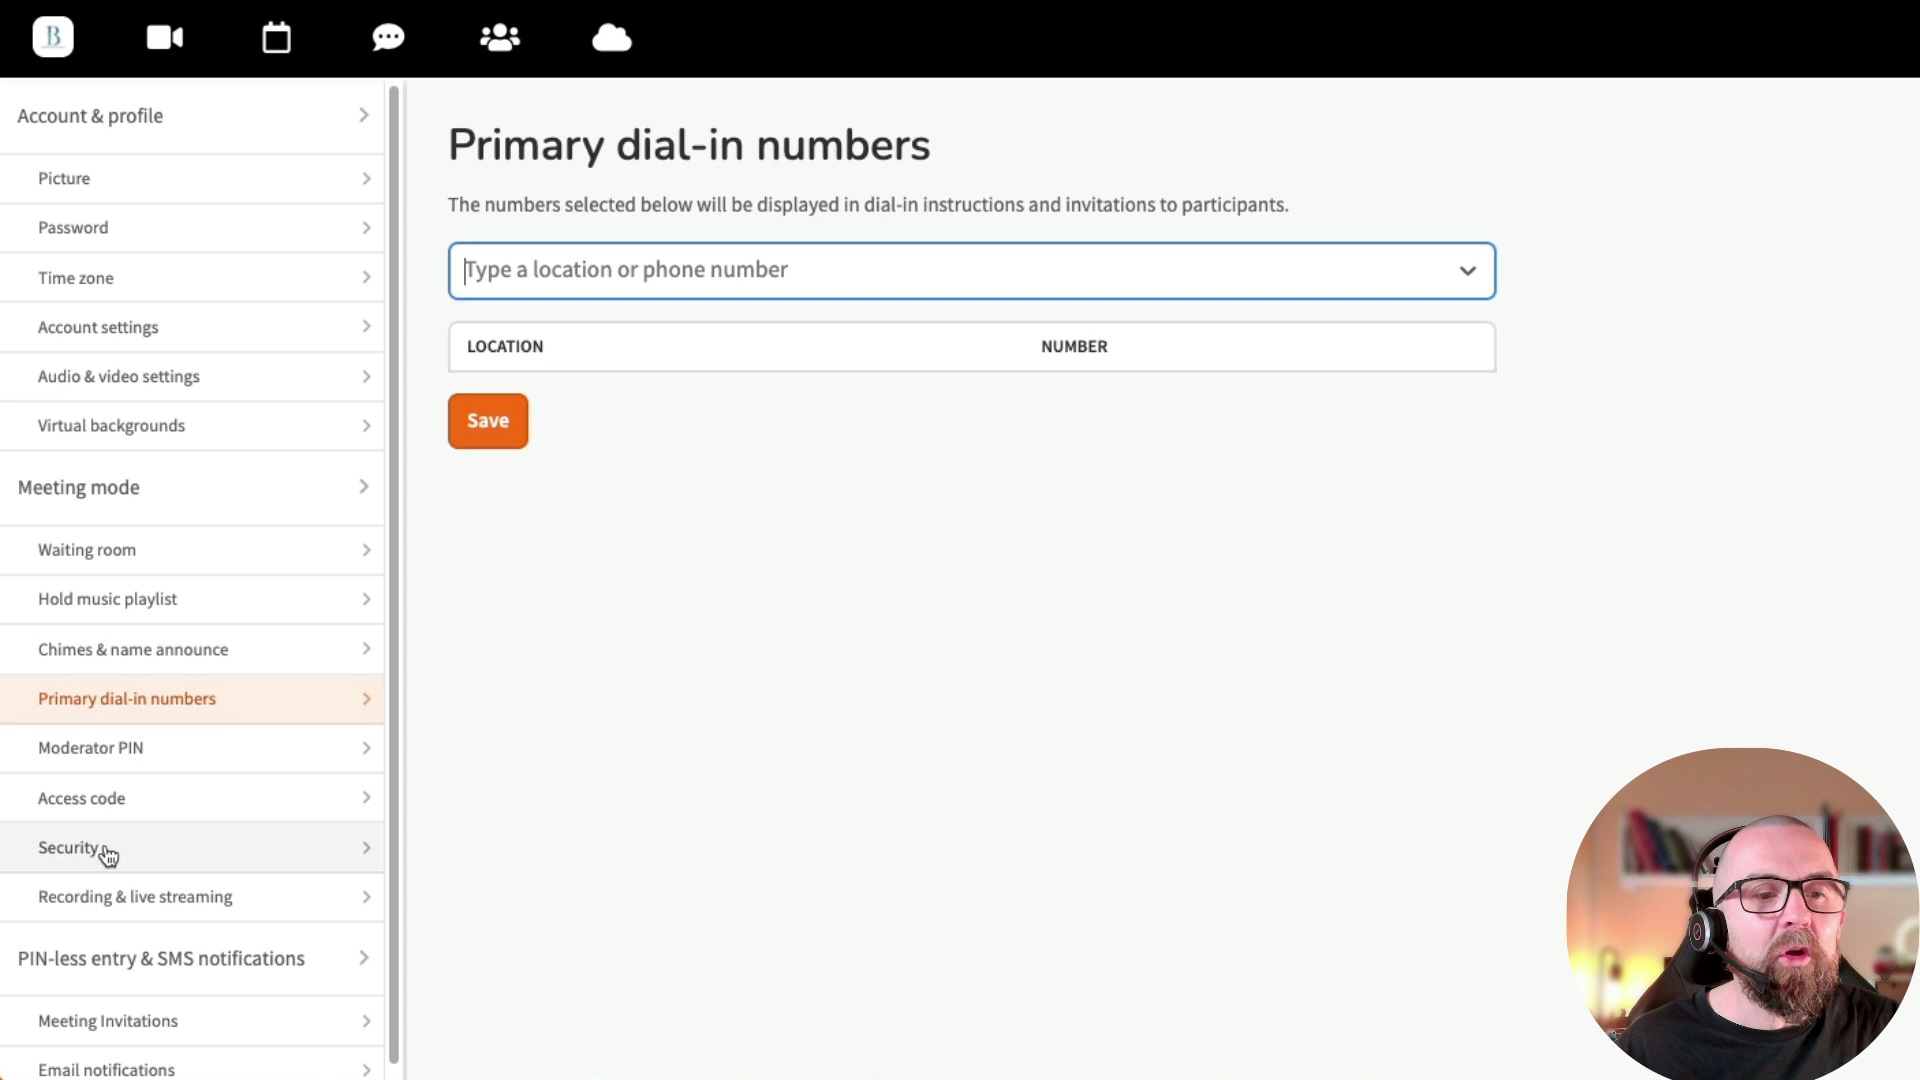 B
Account & profile
Picture
Password
Time zone
Account settings
Audio & video settings
Virtual backgrounds
Meeting mode
Waiting room
Hold music playlist
Chimes & name announce
Primary dial-in numbers
Moderator PIN
Access code
Security
Recording & live streaming
PIN-less entry & SMS notifications
Meeting Invitations
Email notifications
Primary dial-in numbers
The numbers selected below will be displayed in dial-in instructions and invitations to participants.
Type a location or phone number
LOCATION NUMBER
Save